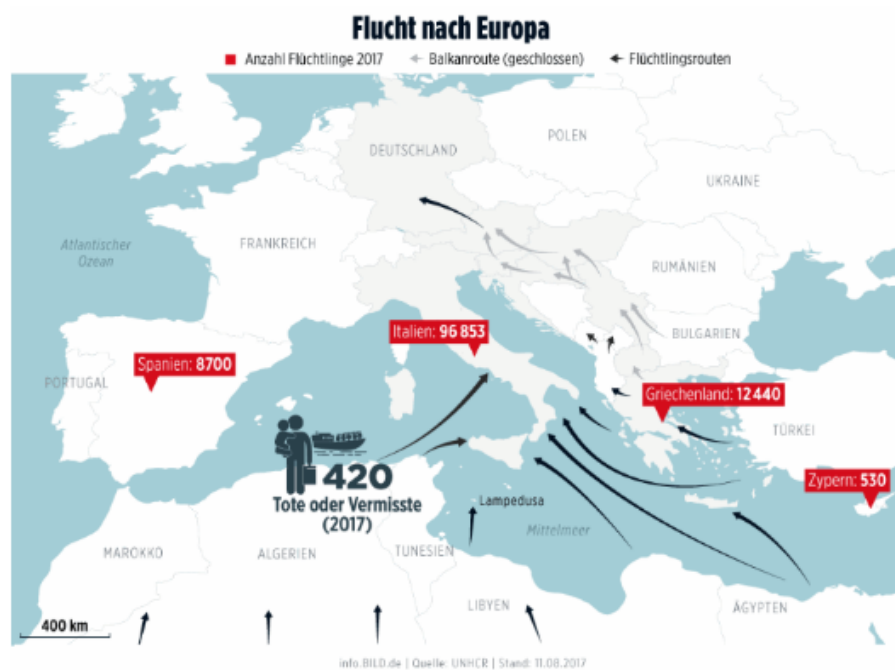 Flucht nach Europa
Anzahl Flüchtlinge 2017
Balkanroute (geschlossen)
Flüchtlingsrouten
POLEN
DEUTSCHLAND
UKRAINE
Atlantischer
Ozean
FRANKREICH
RUMÄNIEN
Italien: 96 853
BULGARIEN
Spanien: 8700
PORTUGAL
Griechenland: 12 440
TÜRKEI
420
Tote oder Vermisste
(2017)
Zypern: 530
Lampedusa
Mittelmeer
MAROKKO
ALGERIEN
TUNESIEN
LIBYEN
ÄGYPTEN
400 km
info.BILD.de | Quelle: UNHCR | Stand: 11.08.2017